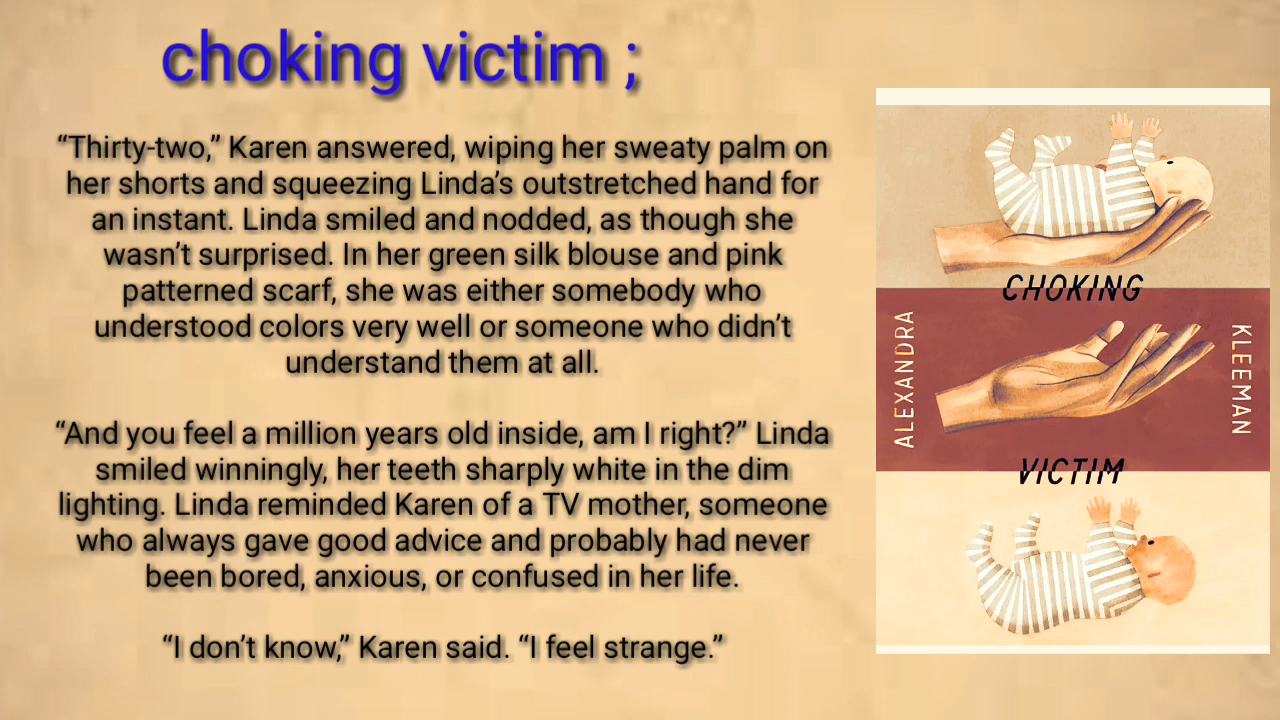 choking victim ;
“Thirty-two,” Karen answered, wiping her sweaty palm on
her shorts and squeezing Linda’s outstretched hand for
an instant. Linda smiled and nodded, as though she
wasn’t surprised. In her green silk blouse and pink
patterned scarf, she was either somebody who
understood colors very well or someone who didn’t
understand them at all.
“And you feel a million years old inside, am I right?” Linda
smiled winningly, her teeth sharply white in the dim
lighting. Linda reminded Karen of a TV mother, someone
who always gave good advice and probably had never
been bored, anxious, or confused in her life.
“I don’t know,” Karen said. “I feel strange.”
CHOKING
ALEXANDRA
KLEEMAN
VICTIM